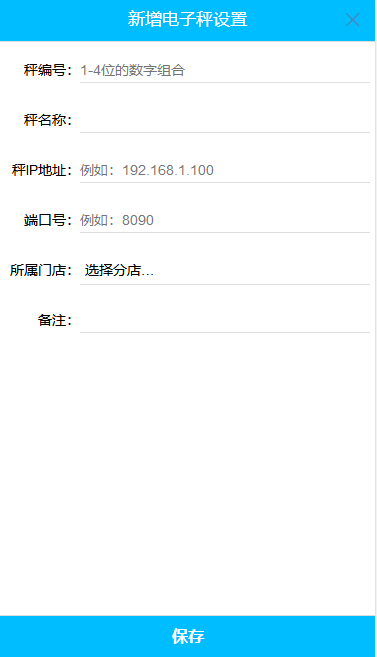 新增电子秤设置
秤编号： 1-4位的数字组合
秤名称：
秤IP地址： 例如：192.168.1.100
端口号： 例如：8090
所属门店： 选择分店...
备注：
保存